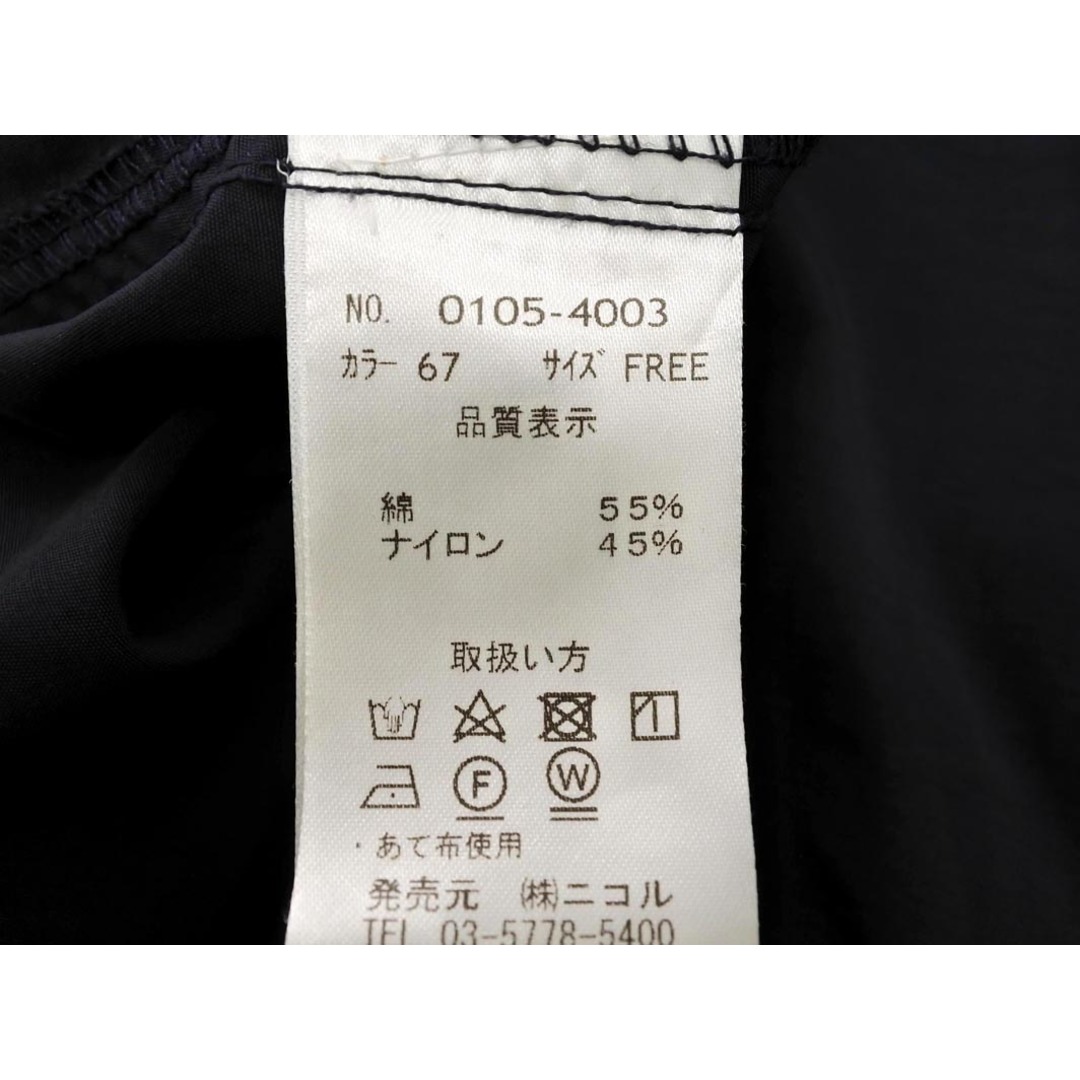 NO. 0105-4003
ｶﾗｰ 67 ｻｲｽﾞ FREE
品質表示
綿 55%
ナイロン 45%
取扱い方
F W
・あて布使用
発売元 ㈱ニコル
TEL 03-5778-5400